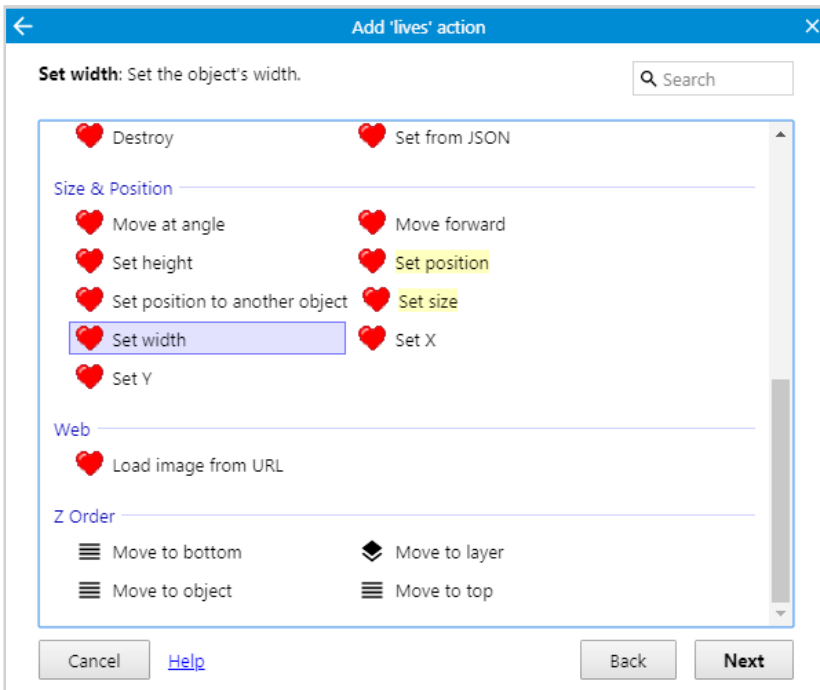 Add 'lives' action
Set width: Set the object's width.
Search
Destroy
Set from JSON
Size & Position
Move at angle
Move forward
Set height
Set position
Set position to another object
Set size
Set width
Set X
Set Y
Web
Load image from URL
Z Order
Move to bottom
Move to layer
Move to object
Move to top
Cancel
Help
Back
Next